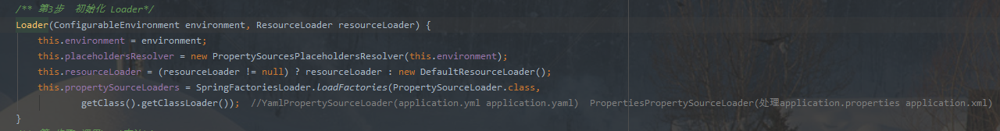 /** 第3步  初始化 Loader*/
Loader(ConfigurableEnvironment environment, ResourceLoader resourceLoader) {
this.environment = environment;
this.placeholdersResolver = new PropertySourcesPlaceholdersResolver(this.environment);
this.resourceLoader = (resourceLoader != null) ? resourceLoader : new DefaultResourceLoader();
this.propertySourceLoaders = SpringFactoriesLoader.loadFactories(PropertySourceLoader.class,
getClass().getClassLoader());  //YamlPropertySourceLoader(application.yml application.yaml)  PropertiesPropertySourceLoader(处理application.properties application.xml)
}